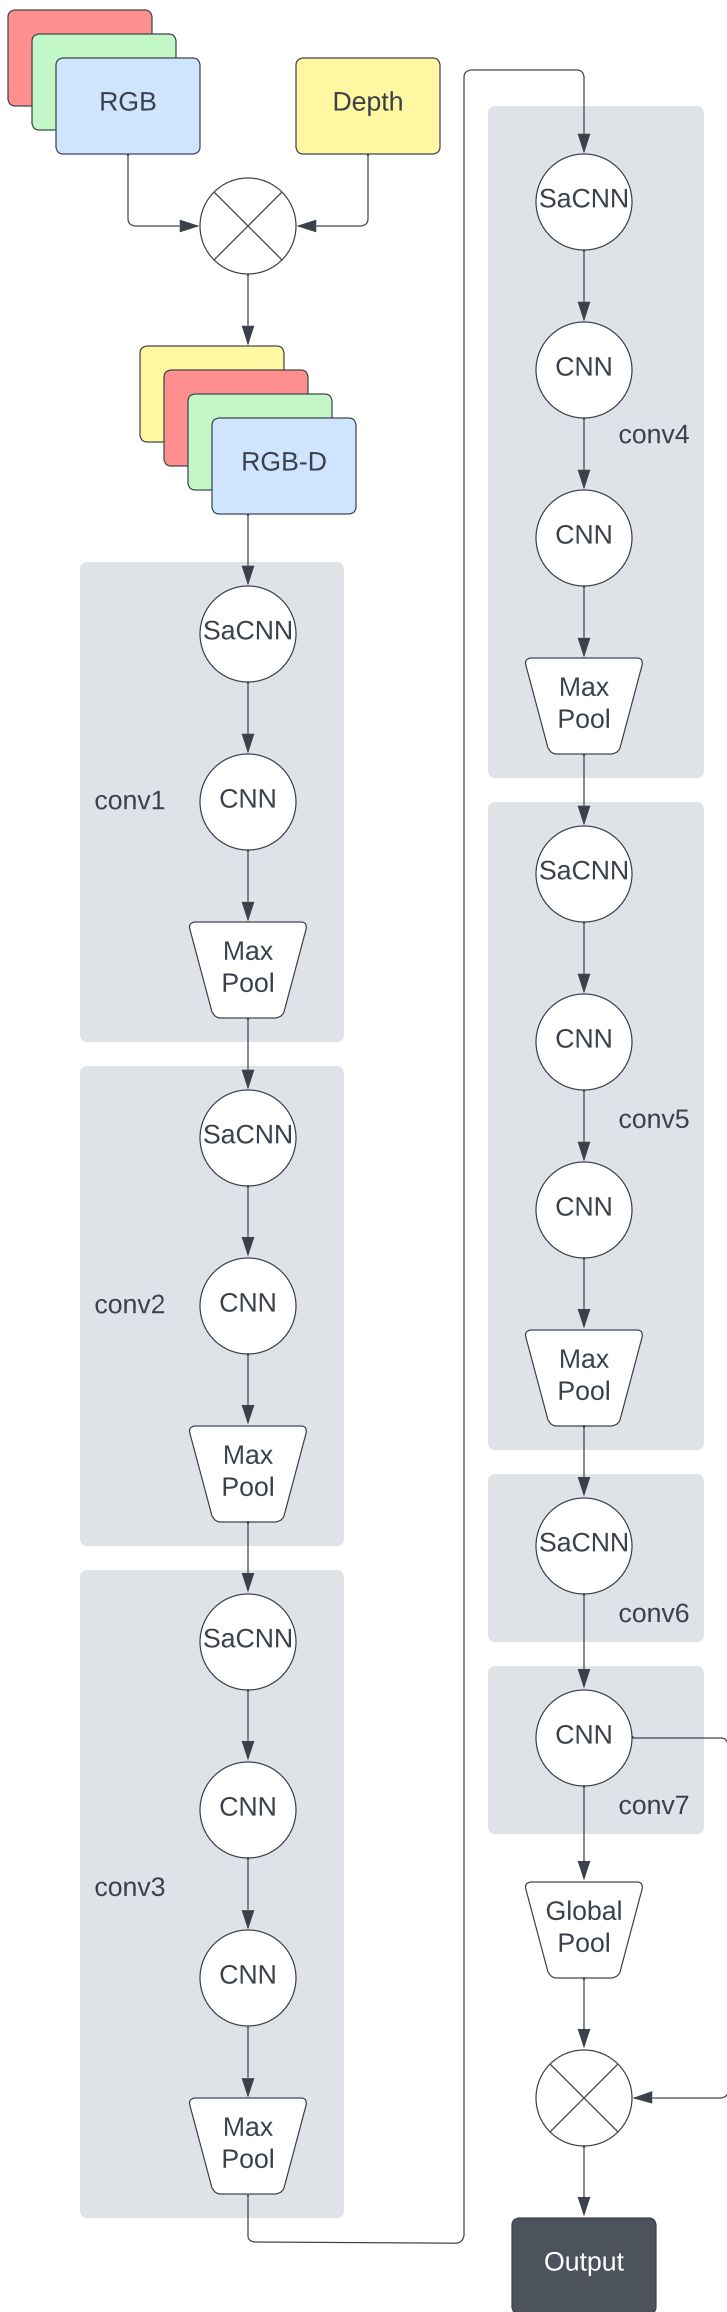 RGB
Depth
RGB-D
SaCNN
CNN
conv1
Max
Pool
SaCNN
CNN
conv2
Max
Pool
SaCNN
CNN
conv3
CNN
Max
Pool
SaCNN
CNN
conv4
CNN
Max
Pool
SaCNN
CNN
conv5
CNN
Max
Pool
SaCNN
conv6
CNN
conv7
Global
Pool
Output